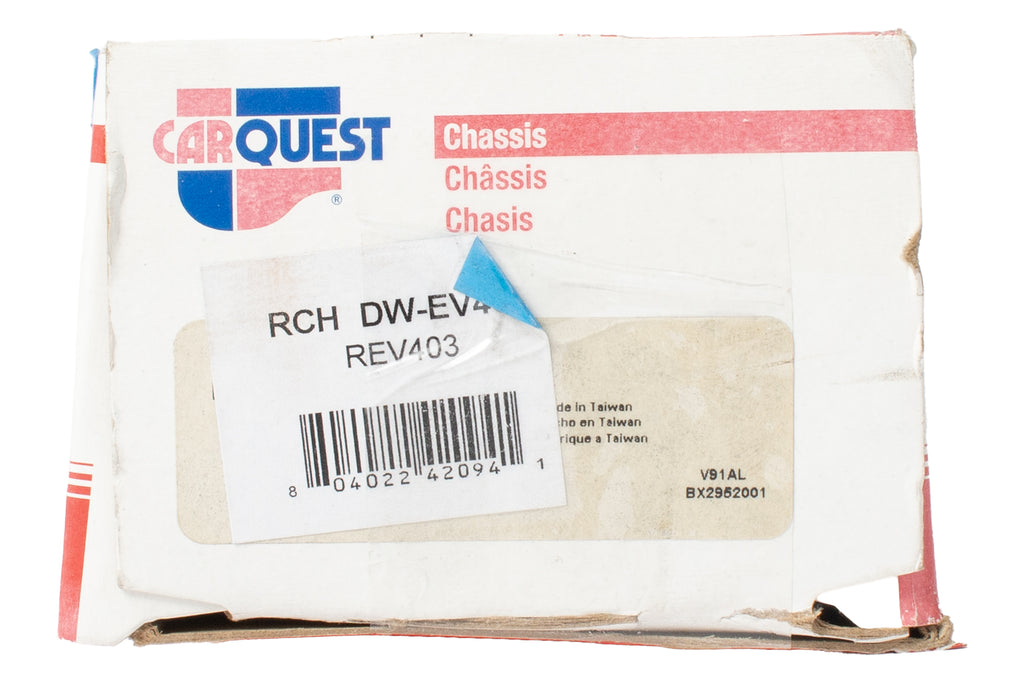 CARQUEST
®
Chassis
Châssis
Chasis
RCH DW-EV4
REV403
de in Taiwan
cho en Taiwan
rique a Taiwan
8 04022 42094 1
V91AL
BX2952001